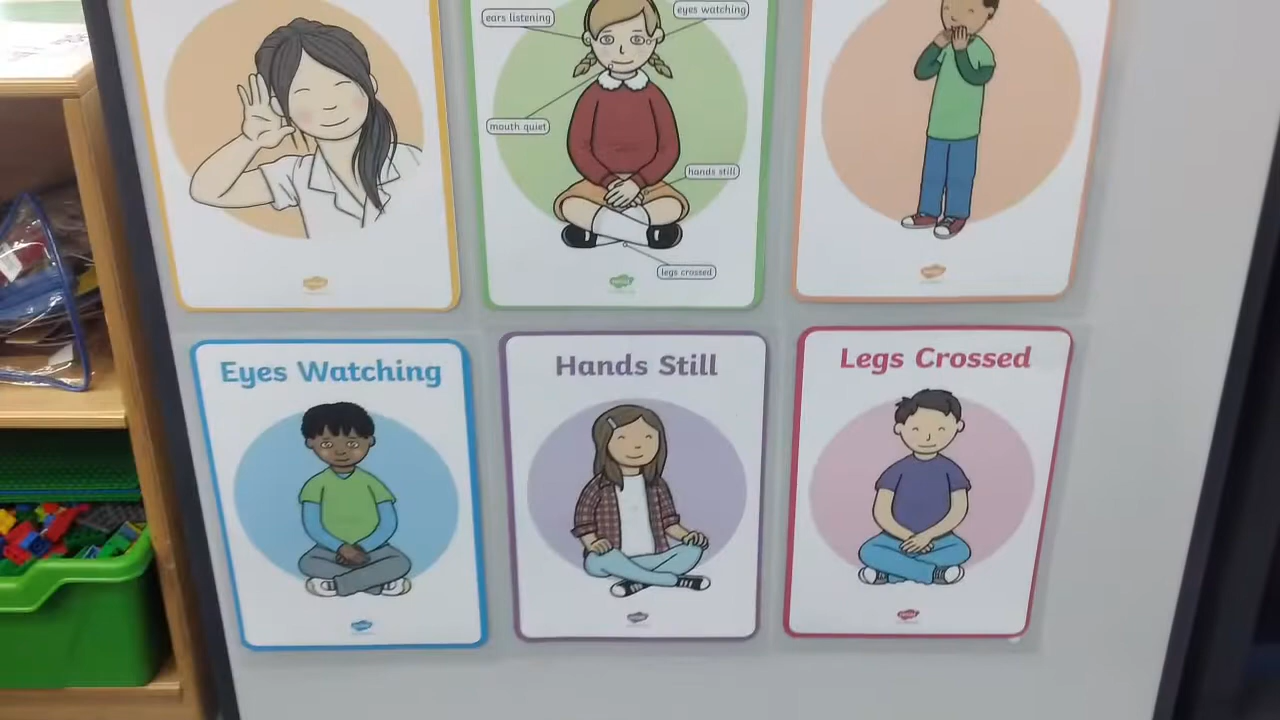 ears listening
eyes watching
mouth quiet
hands still
legs crossed
Eyes Watching
Hands Still
Legs Crossed